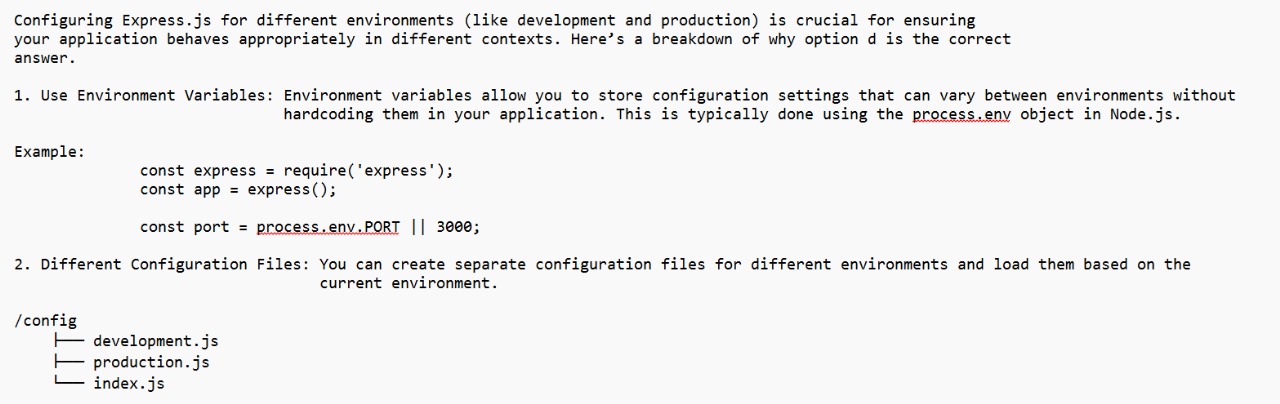 Configuring Express.js for different environments (like development and production) is crucial for ensuring
your application behaves appropriately in different contexts. Here’s a breakdown of why option d is the correct
answer.
1. Use Environment Variables: Environment variables allow you to store configuration settings that can vary between environments without
hardcoding them in your application. This is typically done using the process.env object in Node.js.
Example:
const express = require('express');
const app = express();
const port = process.env.PORT || 3000;
2. Different Configuration Files: You can create separate configuration files for different environments and load them based on the
current environment.
/config
├── development.js
├── production.js
└── index.js